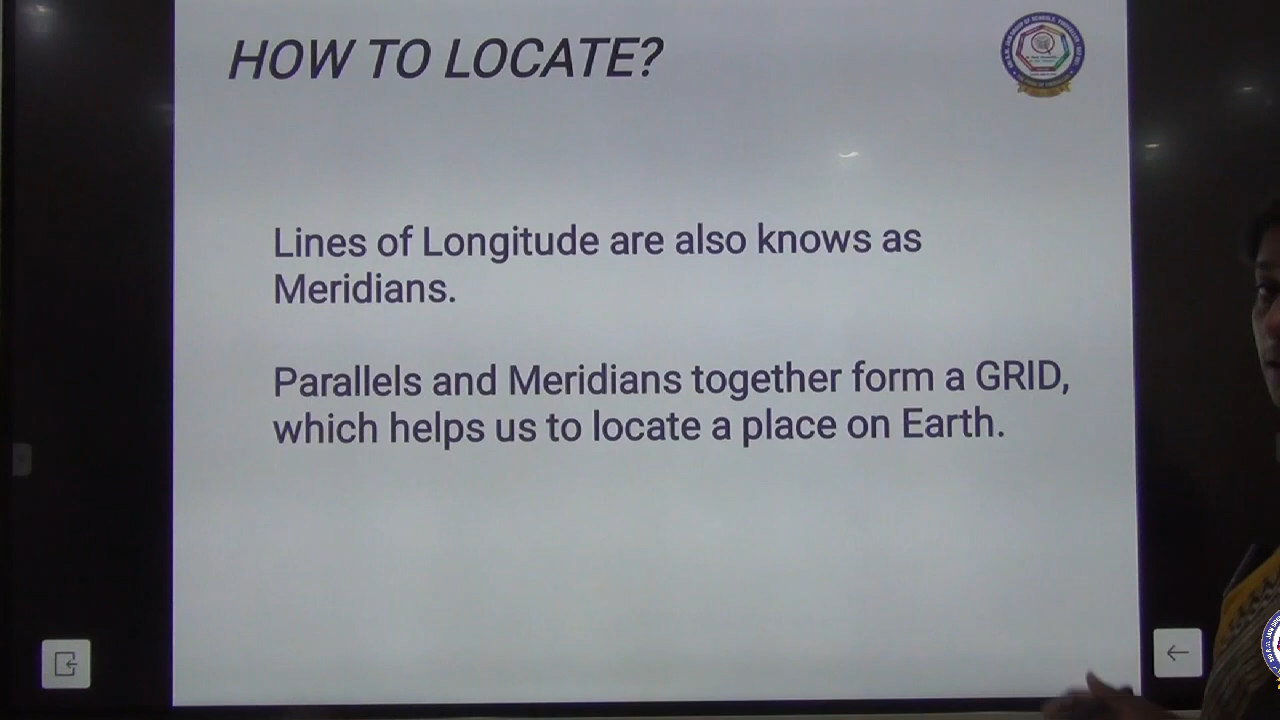 HOW TO LOCATE?
Lines of Longitude are also knows as
Meridians.
Parallels and Meridians together form a GRID,
which helps us to locate a place on Earth.